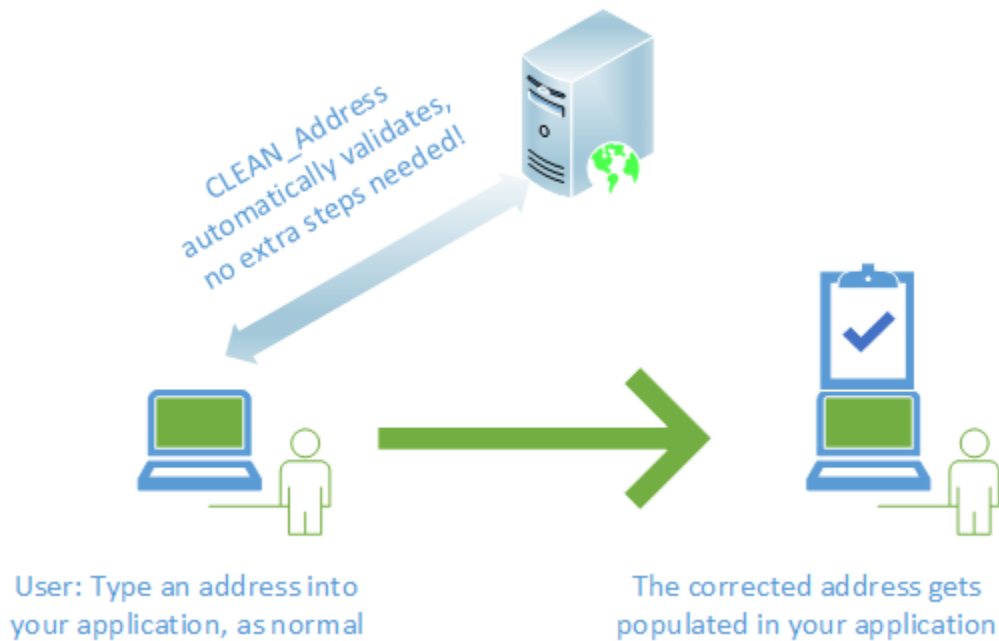 CLEAN_Address
automatically validates,
no extra steps needed!
User: Type an address into
your application, as normal
The corrected address gets
populated in your application